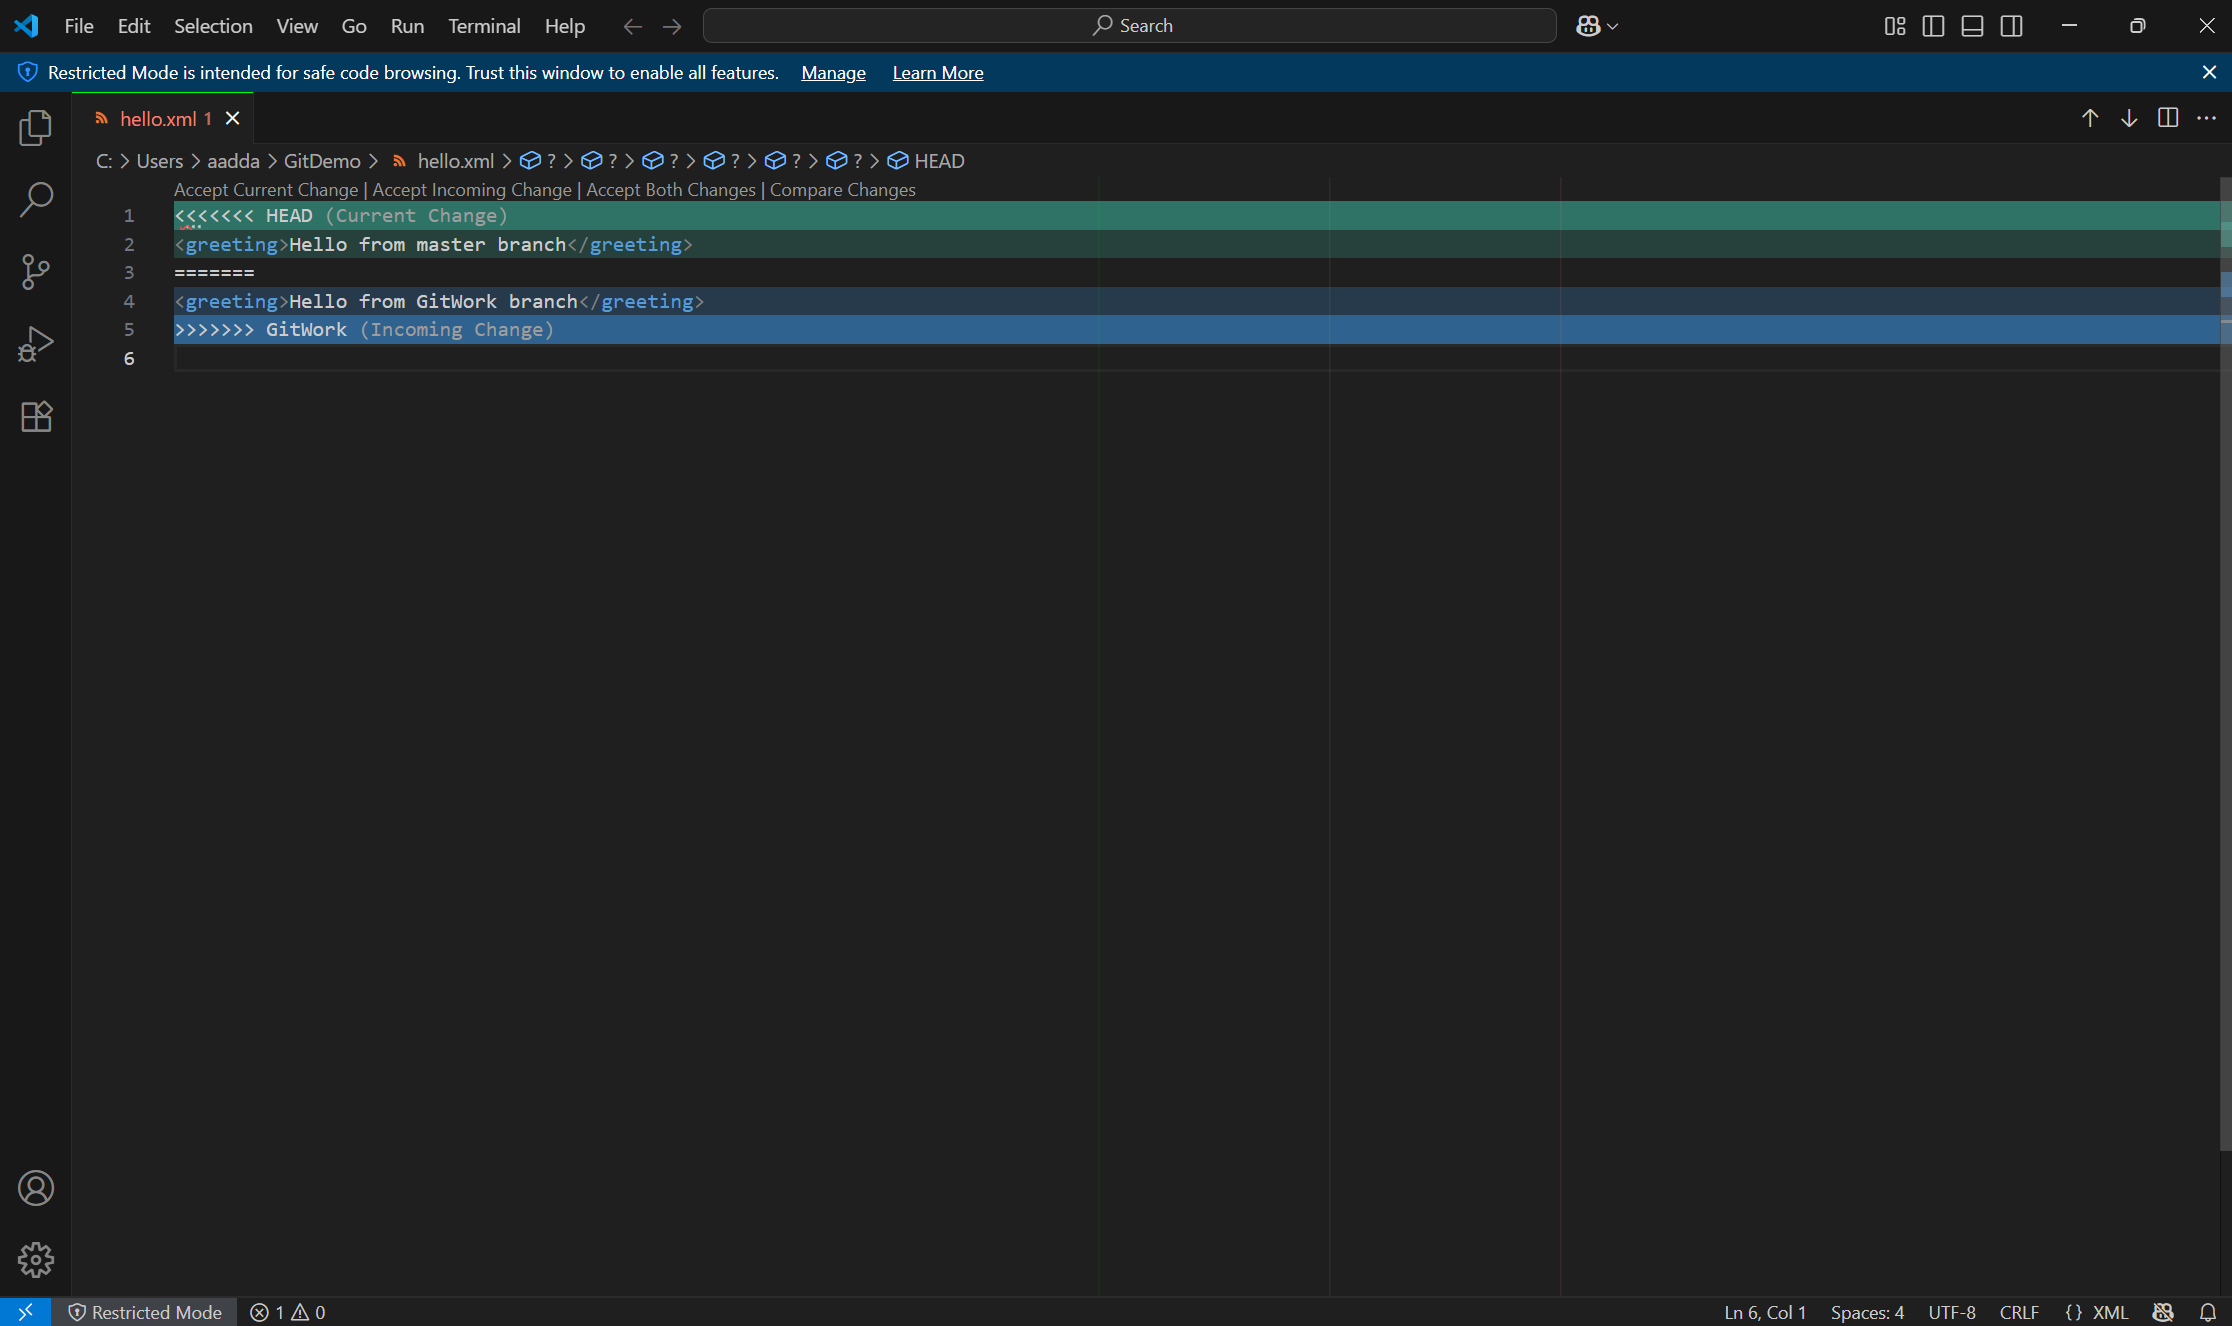 File Edit Selection View Go Run Terminal Help Search
Restricted Mode is intended for safe code browsing. Trust this window to enable all features. Manage Learn More
hello.xml 1
C: > Users > aadda > GitDemo > hello.xml > ? > ? > ? > ? > ? > ? > HEAD
Accept Current Change | Accept Incoming Change | Accept Both Changes | Compare Changes
1 <<<<<<< HEAD (Current Change)
2 <greeting>Hello from master branch</greeting>
3 =======
4 <greeting>Hello from GitWork branch</greeting>
5 >>>>>>> GitWork (Incoming Change)
6
Restricted Mode 1 0 Ln 6, Col 1 Spaces: 4 UTF-8 CRLF {} XML